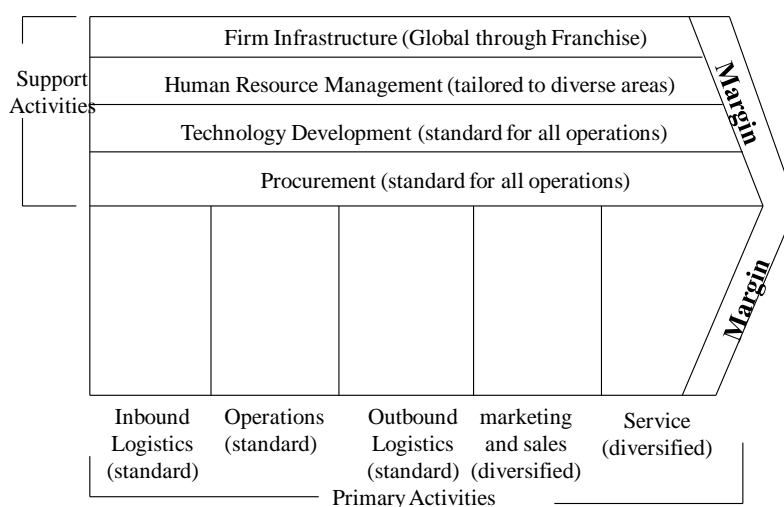 Firm Infrastructure (Global through Franchise)
Support
Activities
Human Resource Management (tailored to diverse areas)
Technology Development (standard for all operations)
Procurement (standard for all operations)
Margin
Margin
Inbound
Logistics
(standard)
Operations
(standard)
Outbound
Logistics
(standard)
marketing
and sales
(diversified)
Service
(diversified)
Primary Activities